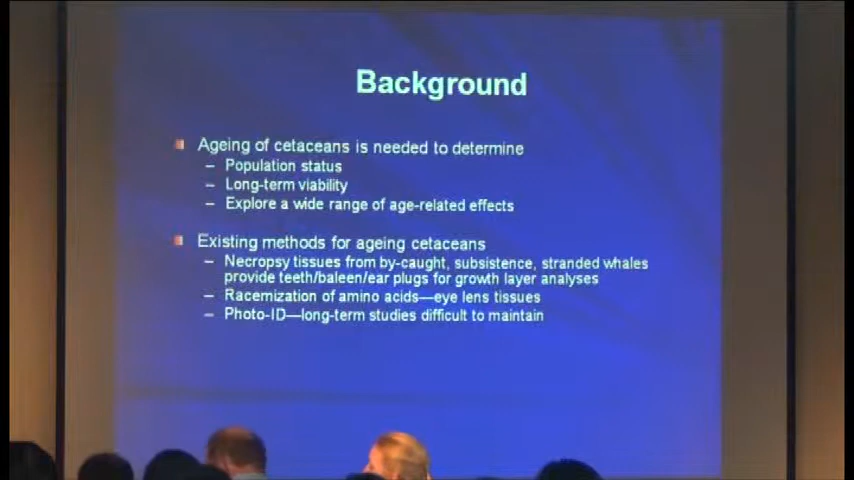 Background
Ageing of cetaceans is needed to determine
– Population status
– Long-term viability
– Explore a wide range of age-related effects
Existing methods for ageing cetaceans
– Necropsy tissues from by-caught, subsistence, stranded whales
provide teeth/baleen/ear plugs for growth layer analyses
– Racemization of amino acids—eye lens tissues
– Photo-ID—long-term studies difficult to maintain